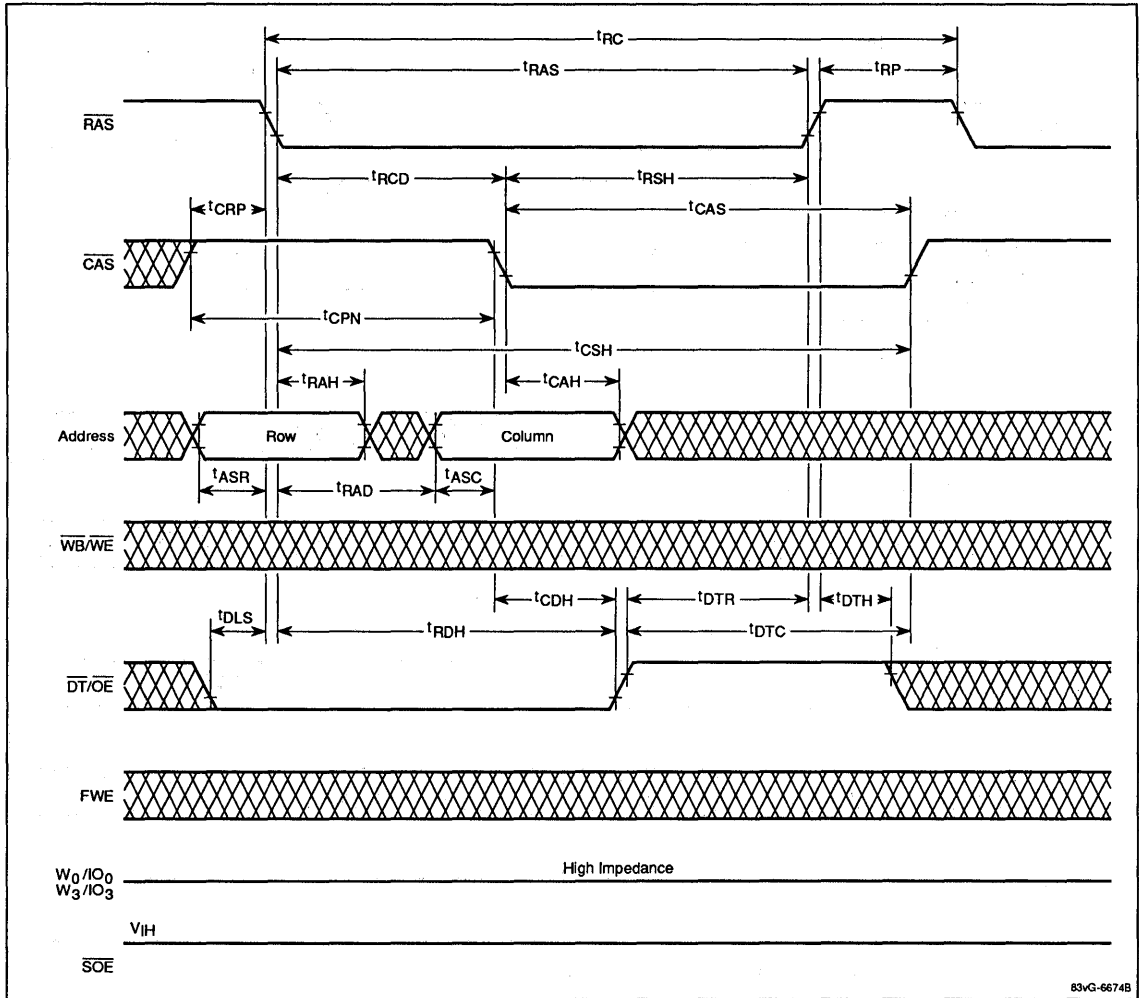 tRC
tRAS
tRP
RAS
tRCD
tRSH
tCRP
tCAS
CAS
tCPN
tCSH
tRAH
tCAH
Address
Row
Column
tASR
tRAD
tASC
WB/WE
tCDH
tDTR
tDTH
tDLS
tRDH
tDTC
DT/OE
FWE
High Impedance
W0/IO0
W3/IO3
VIH
SOE
83vG-6674B